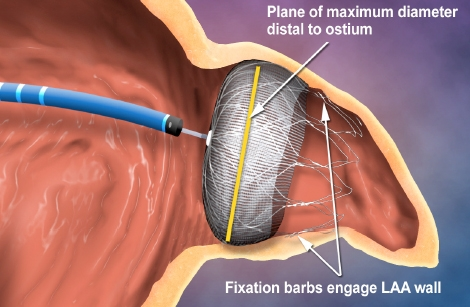 Plane of maximum diameter
distal to ostium
Fixation barbs engage LAA wall